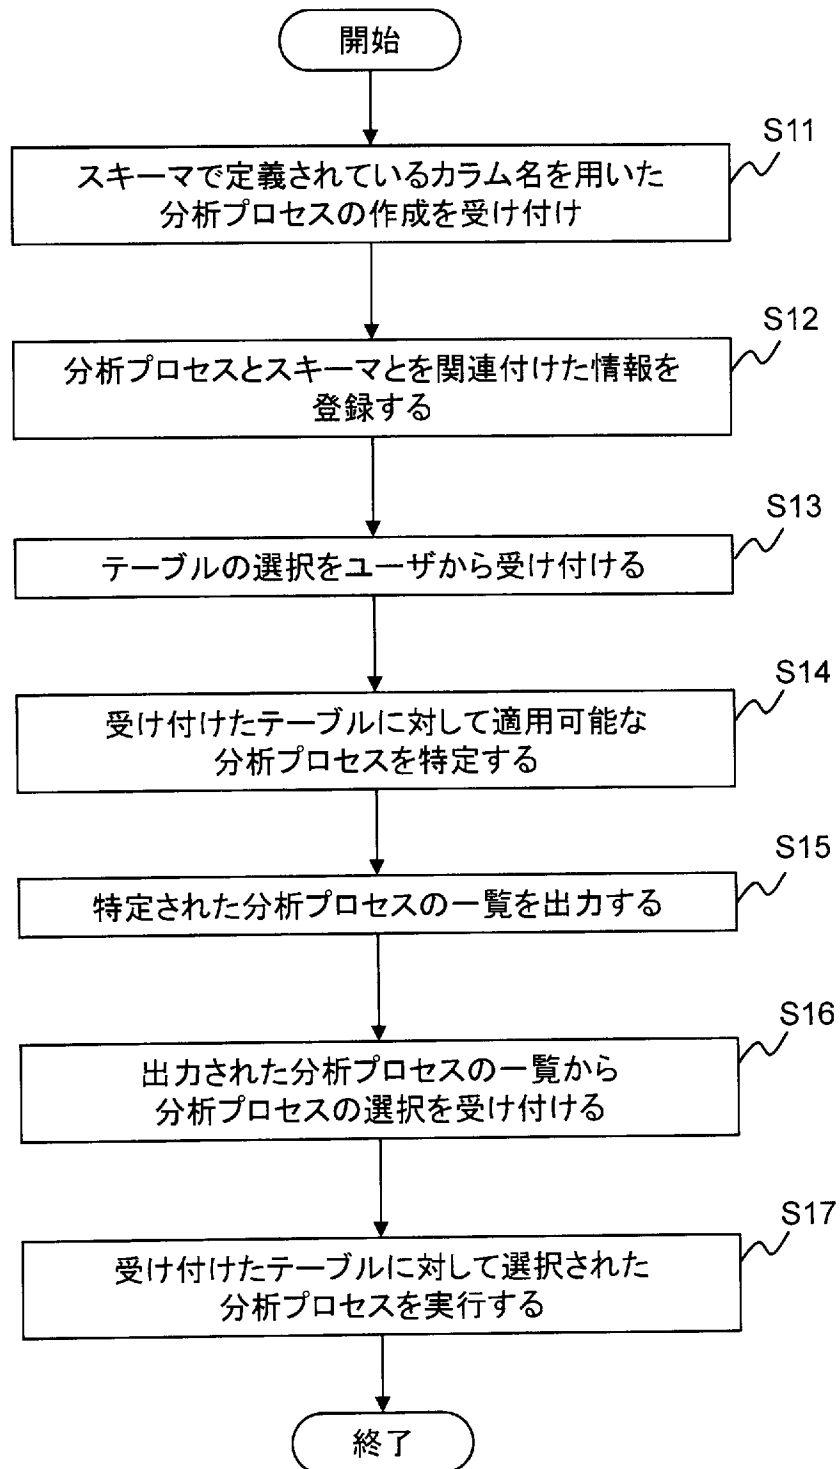 開始
S11
スキーマで定義されているカラム名を用いた
分析プロセスの作成を受け付け
S12
分析プロセスとスキーマとを関連付けた情報を
登録する
S13
テーブルの選択をユーザから受け付ける
S14
受け付けたテーブルに対して適用可能な
分析プロセスを特定する
S15
特定された分析プロセスの一覧を出力する
S16
出力された分析プロセスの一覧から
分析プロセスの選択を受け付ける
S17
受け付けたテーブルに対して選択された
分析プロセスを実行する
終了